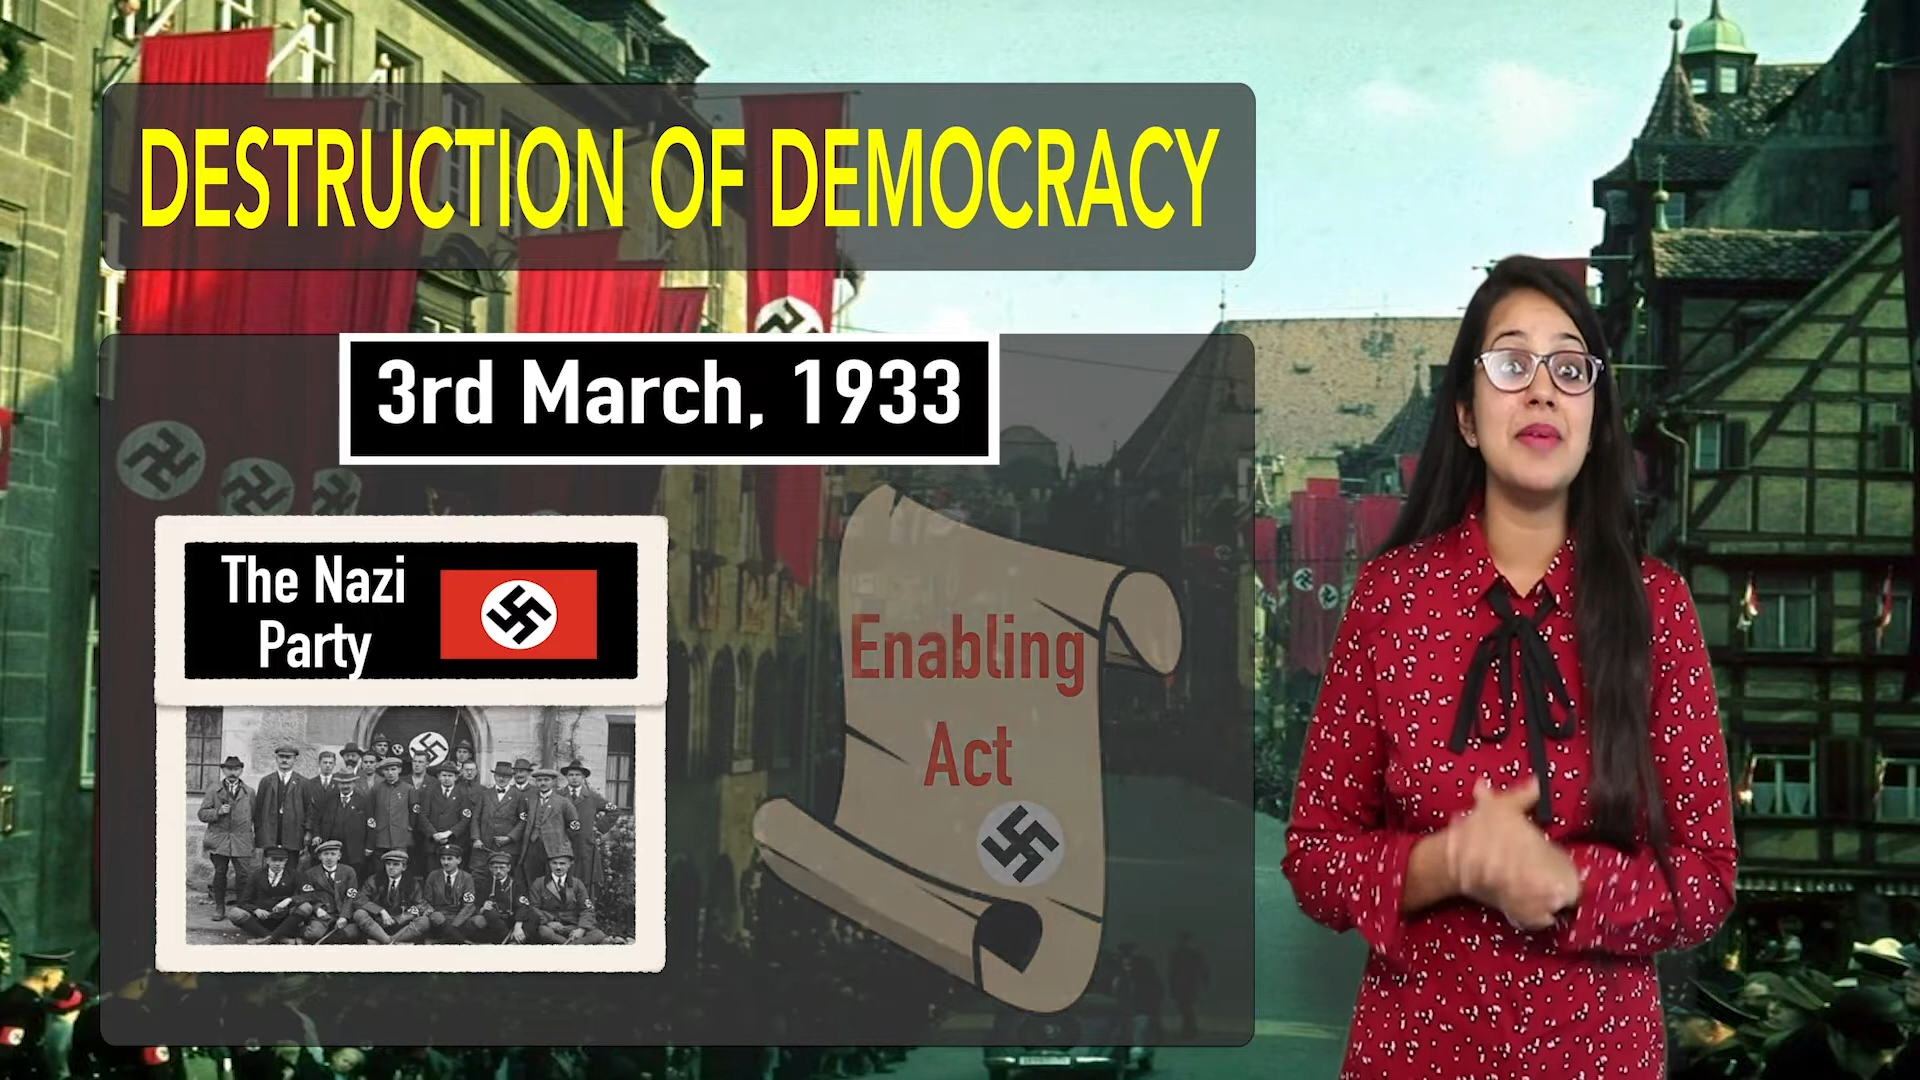 DESTRUCTION OF DEMOCRACY
3rd March, 1933
The Nazi
Party
Enabling
Act